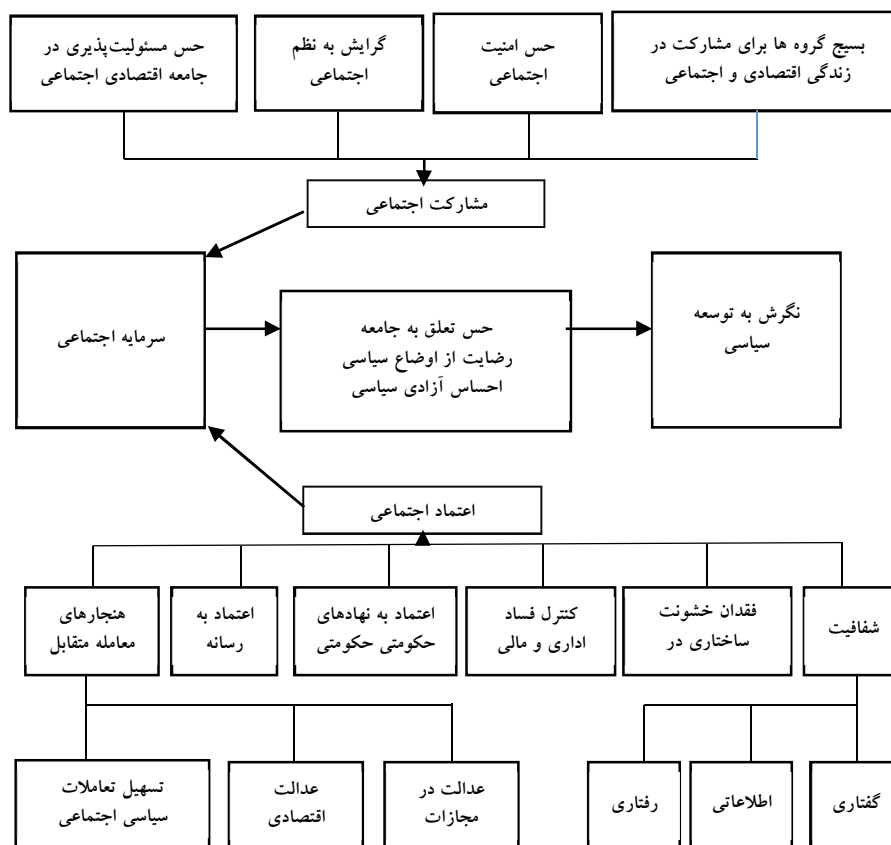 بسیج گروه ها برای مشارکت در
زندگی اقتصادی و اجتماعی
حس امنیت
اجتماعی
گرایش به نظم
اجتماعی
حس مسئولیت‌پذیری در
جامعه اقتصادی اجتماعی
مشارکت اجتماعی
سرمایه اجتماعی
حس تعلق به جامعه
رضایت از اوضاع سیاسی
احساس آزادی سیاسی
نگرش به توسعه
سیاسی
اعتماد اجتماعی
شفافیت
فقدان خشونت
ساختاری در
کنترل فساد
اداری و مالی
اعتماد به نهادهای
حکومتی حکومتی
اعتماد به
رسانه
هنجارهای
معامله متقابل
گفتاری
اطلاعاتی
رفتاری
عدالت در
مجازات
عدالت
اقتصادی
تسهیل تعاملات
سیاسی اجتماعی